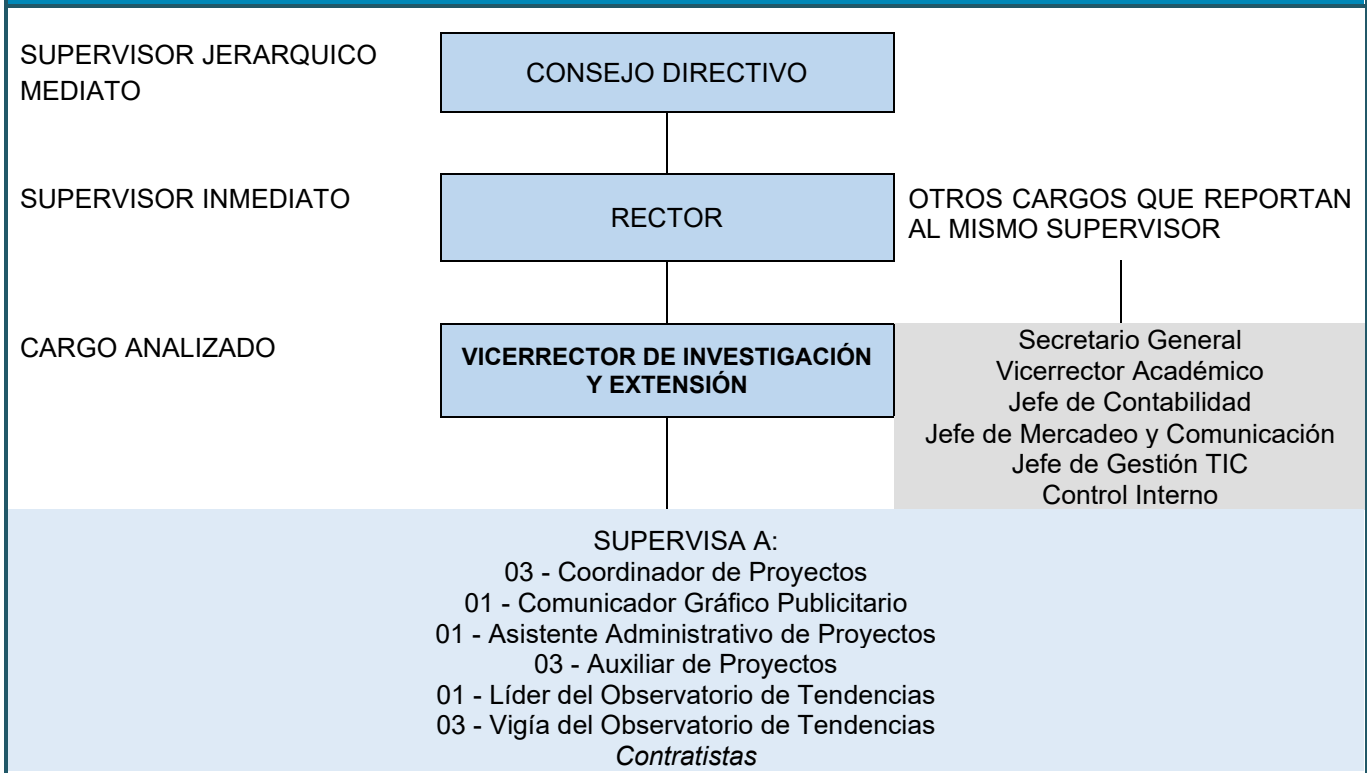 SUPERVISOR JERARQUICO
MEDIATO
CONSEJO DIRECTIVO
SUPERVISOR INMEDIATO
RECTOR
OTROS CARGOS QUE REPORTAN
AL MISMO SUPERVISOR
CARGO ANALIZADO
VICERRECTOR DE INVESTIGACIÓN
Y EXTENSIÓN
Secretario General
Vicerrector Académico
Jefe de Contabilidad
Jefe de Mercadeo y Comunicación
Jefe de Gestión TIC
Control Interno
SUPERVISA A:
03 - Coordinador de Proyectos
01 - Comunicador Gráfico Publicitario
01 - Asistente Administrativo de Proyectos
03 - Auxiliar de Proyectos
01 - Líder del Observatorio de Tendencias
03 - Vigía del Observatorio de Tendencias
Contratistas